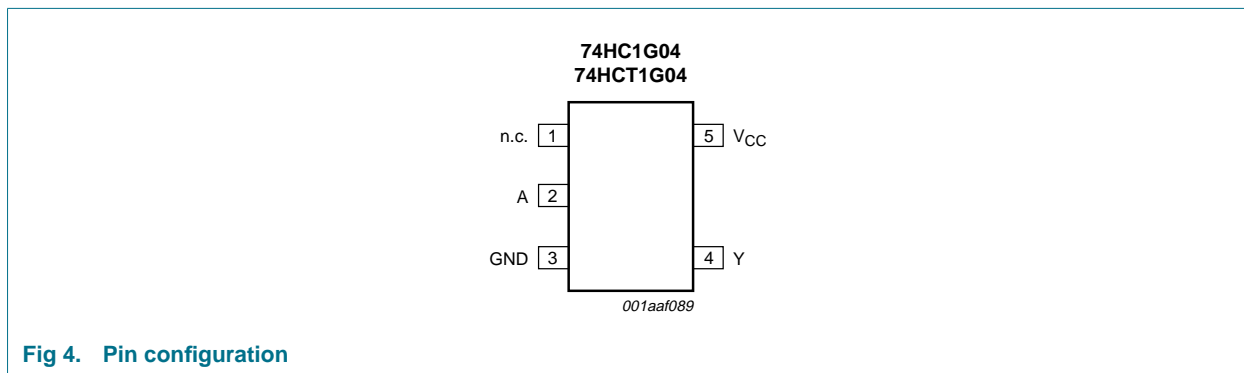 74HC1G04
74HCT1G04
n.c. 1
5 VCC
A 2
GND 3
4 Y
001aaf089
Fig 4. Pin configuration